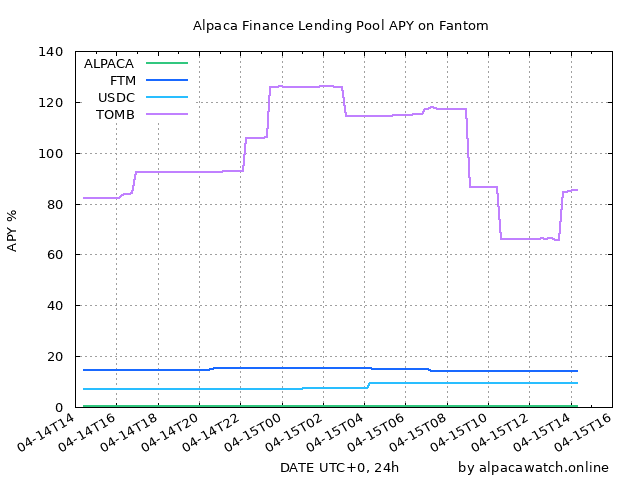 Alpaca Finance Lending Pool APY on Fantom
140
120
100
80
60
40
20
0
APY %
ALPACA
FTM
USDC
TOMB
04-14T14
04-14T16
04-14T18
04-14T20
04-14T22
04-15T00
04-15T02
04-15T04
04-15T06
04-15T08
04-15T10
04-15T12
04-15T14
04-15T16
DATE UTC+0, 24h by alpacawatch.online